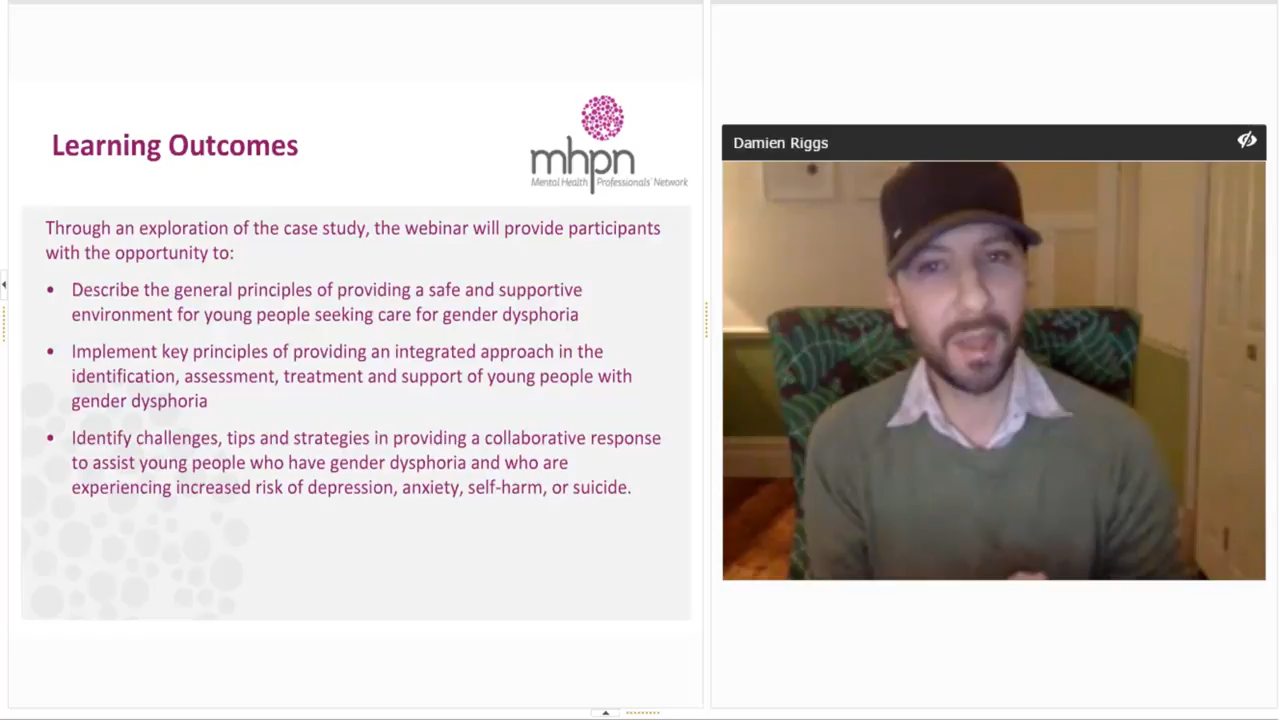 Learning Outcomes
mhpn
Mental Health Professionals' Network
Through an exploration of the case study, the webinar will provide participants
with the opportunity to:
• Describe the general principles of providing a safe and supportive
environment for young people seeking care for gender dysphoria
• Implement key principles of providing an integrated approach in the
identification, assessment, treatment and support of young people with
gender dysphoria
• Identify challenges, tips and strategies in providing a collaborative response
to assist young people who have gender dysphoria and who are
experiencing increased risk of depression, anxiety, self-harm, or suicide.
Damien Riggs